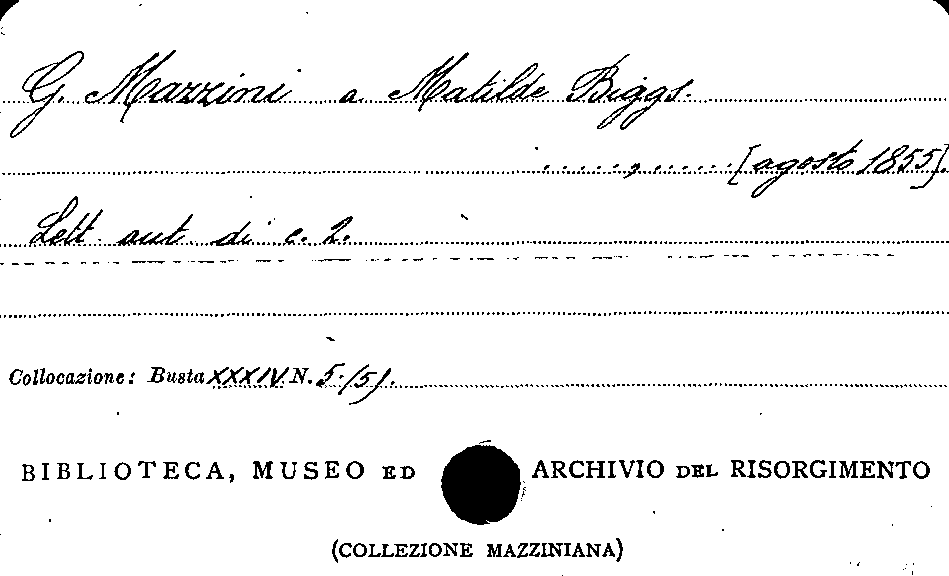 G. Mazzini a Matilde Biggs.
.....,.....[agosto 1855].
Lett. aut. di c. 2.
Collocazione: Busta XXXIV N. 5.(5).
BIBLIOTECA, MUSEO ED ARCHIVIO DEL RISORGIMENTO
(COLLEZIONE MAZZINIANA)